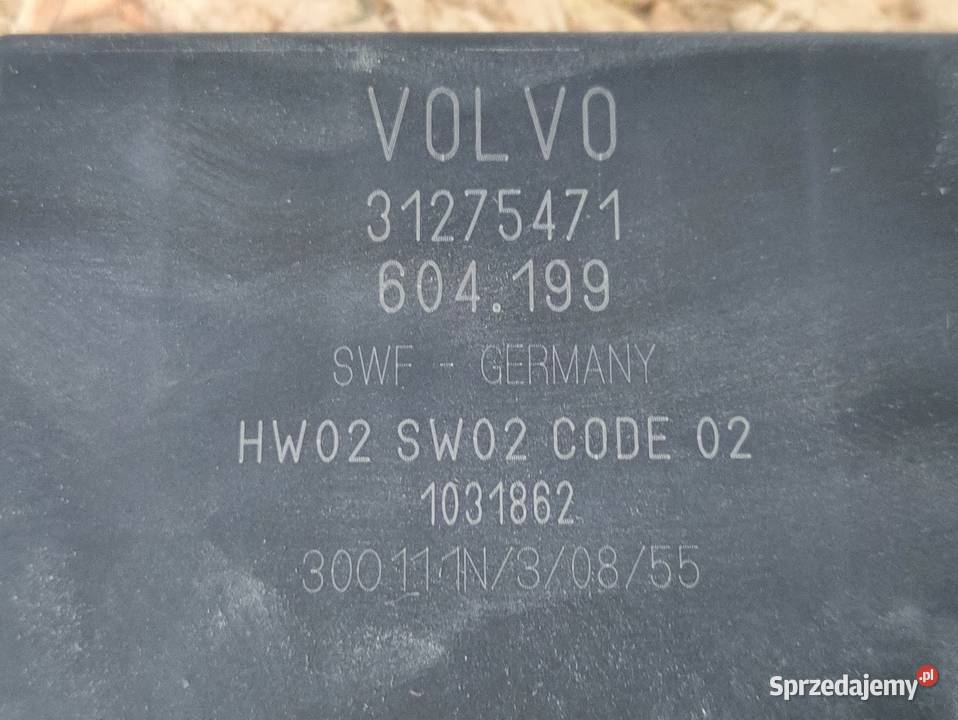 VOLVO
31275471
604.199
SWF - GERMANY
HW02 SW02 CODE 02
1031862
300111N/3/08/55
Sprzedajemy.pl